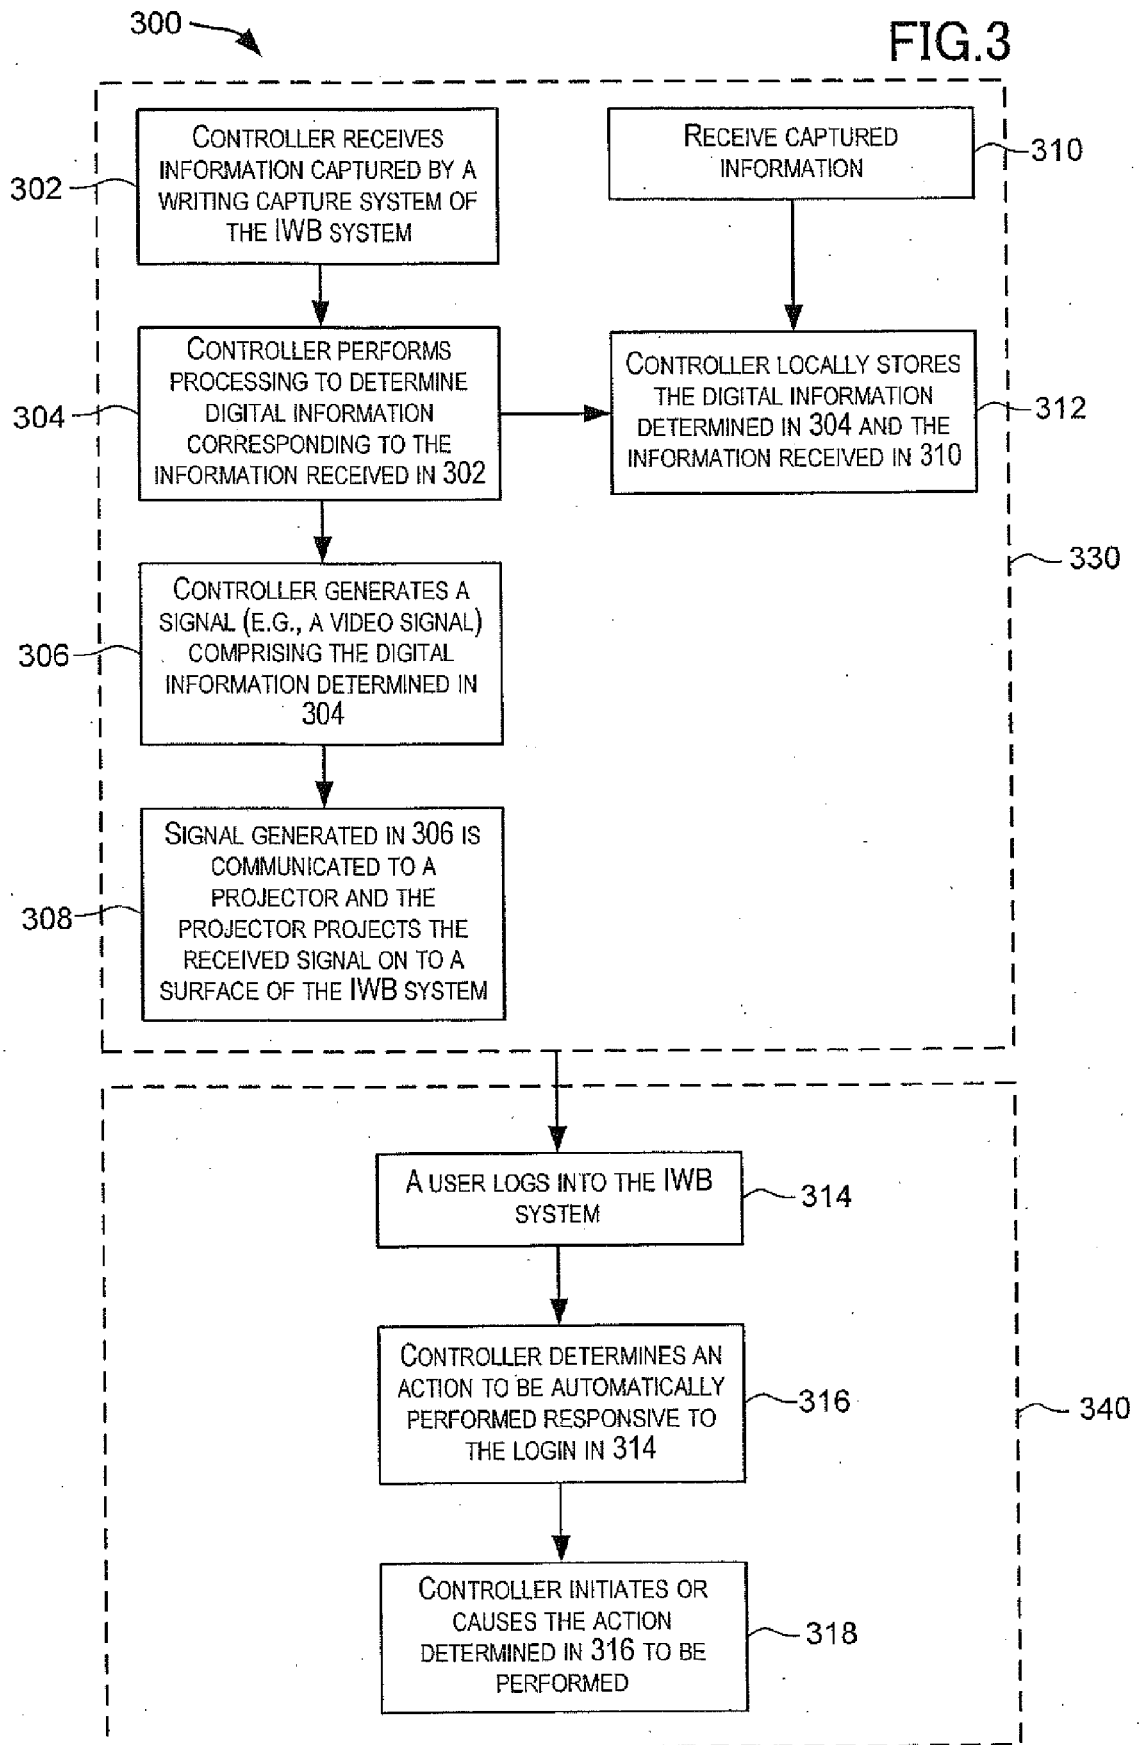 300
FIG.3
CONTROLLER RECEIVES
INFORMATION CAPTURED BY A
WRITING CAPTURE SYSTEM OF
THE IWB SYSTEM
302
RECEIVE CAPTURED
INFORMATION
310
CONTROLLER PERFORMS
PROCESSING TO DETERMINE
DIGITAL INFORMATION
CORRESPONDING TO THE
INFORMATION RECEIVED IN 302
304
CONTROLLER LOCALLY STORES
THE DIGITAL INFORMATION
DETERMINED IN 304 AND THE
INFORMATION RECEIVED IN 310
312
330
CONTROLLER GENERATES A
SIGNAL (E.G., A VIDEO SIGNAL)
COMPRISING THE DIGITAL
INFORMATION DETERMINED IN
304
306
SIGNAL GENERATED IN 306 IS
COMMUNICATED TO A
PROJECTOR AND THE
PROJECTOR PROJECTS THE
RECEIVED SIGNAL ON TO A
SURFACE OF THE IWB SYSTEM
308
A USER LOGS INTO THE IWB
SYSTEM
314
CONTROLLER DETERMINES AN
ACTION TO BE AUTOMATICALLY
PERFORMED RESPONSIVE TO
THE LOGIN IN 314
316
340
CONTROLLER INITIATES OR
CAUSES THE ACTION
DETERMINED IN 316 TO BE
PERFORMED
318